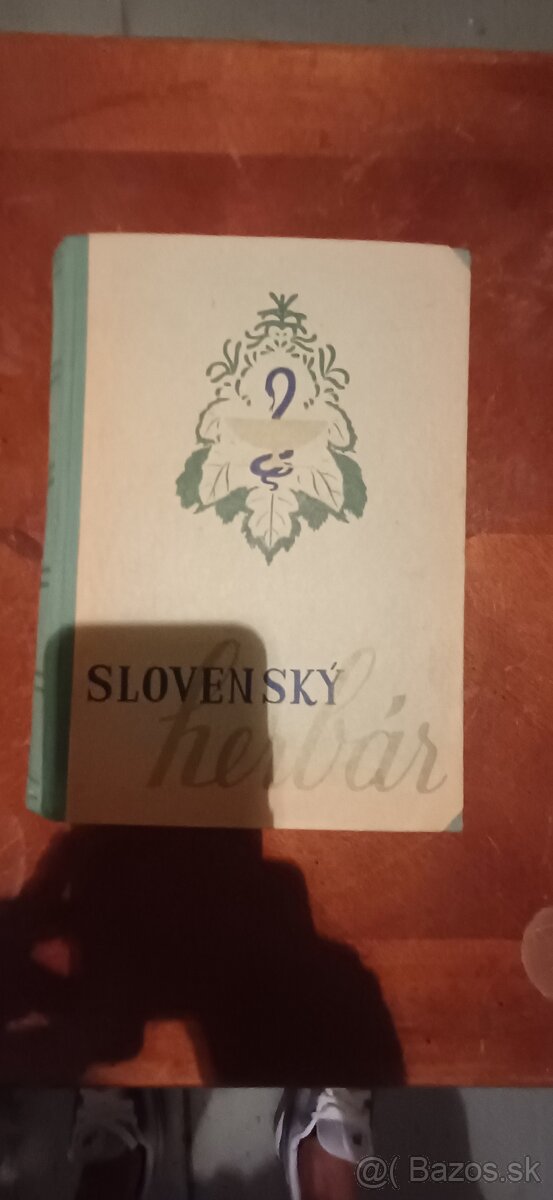 SLOVENSKÝ
herbár
@( Bazos.sk